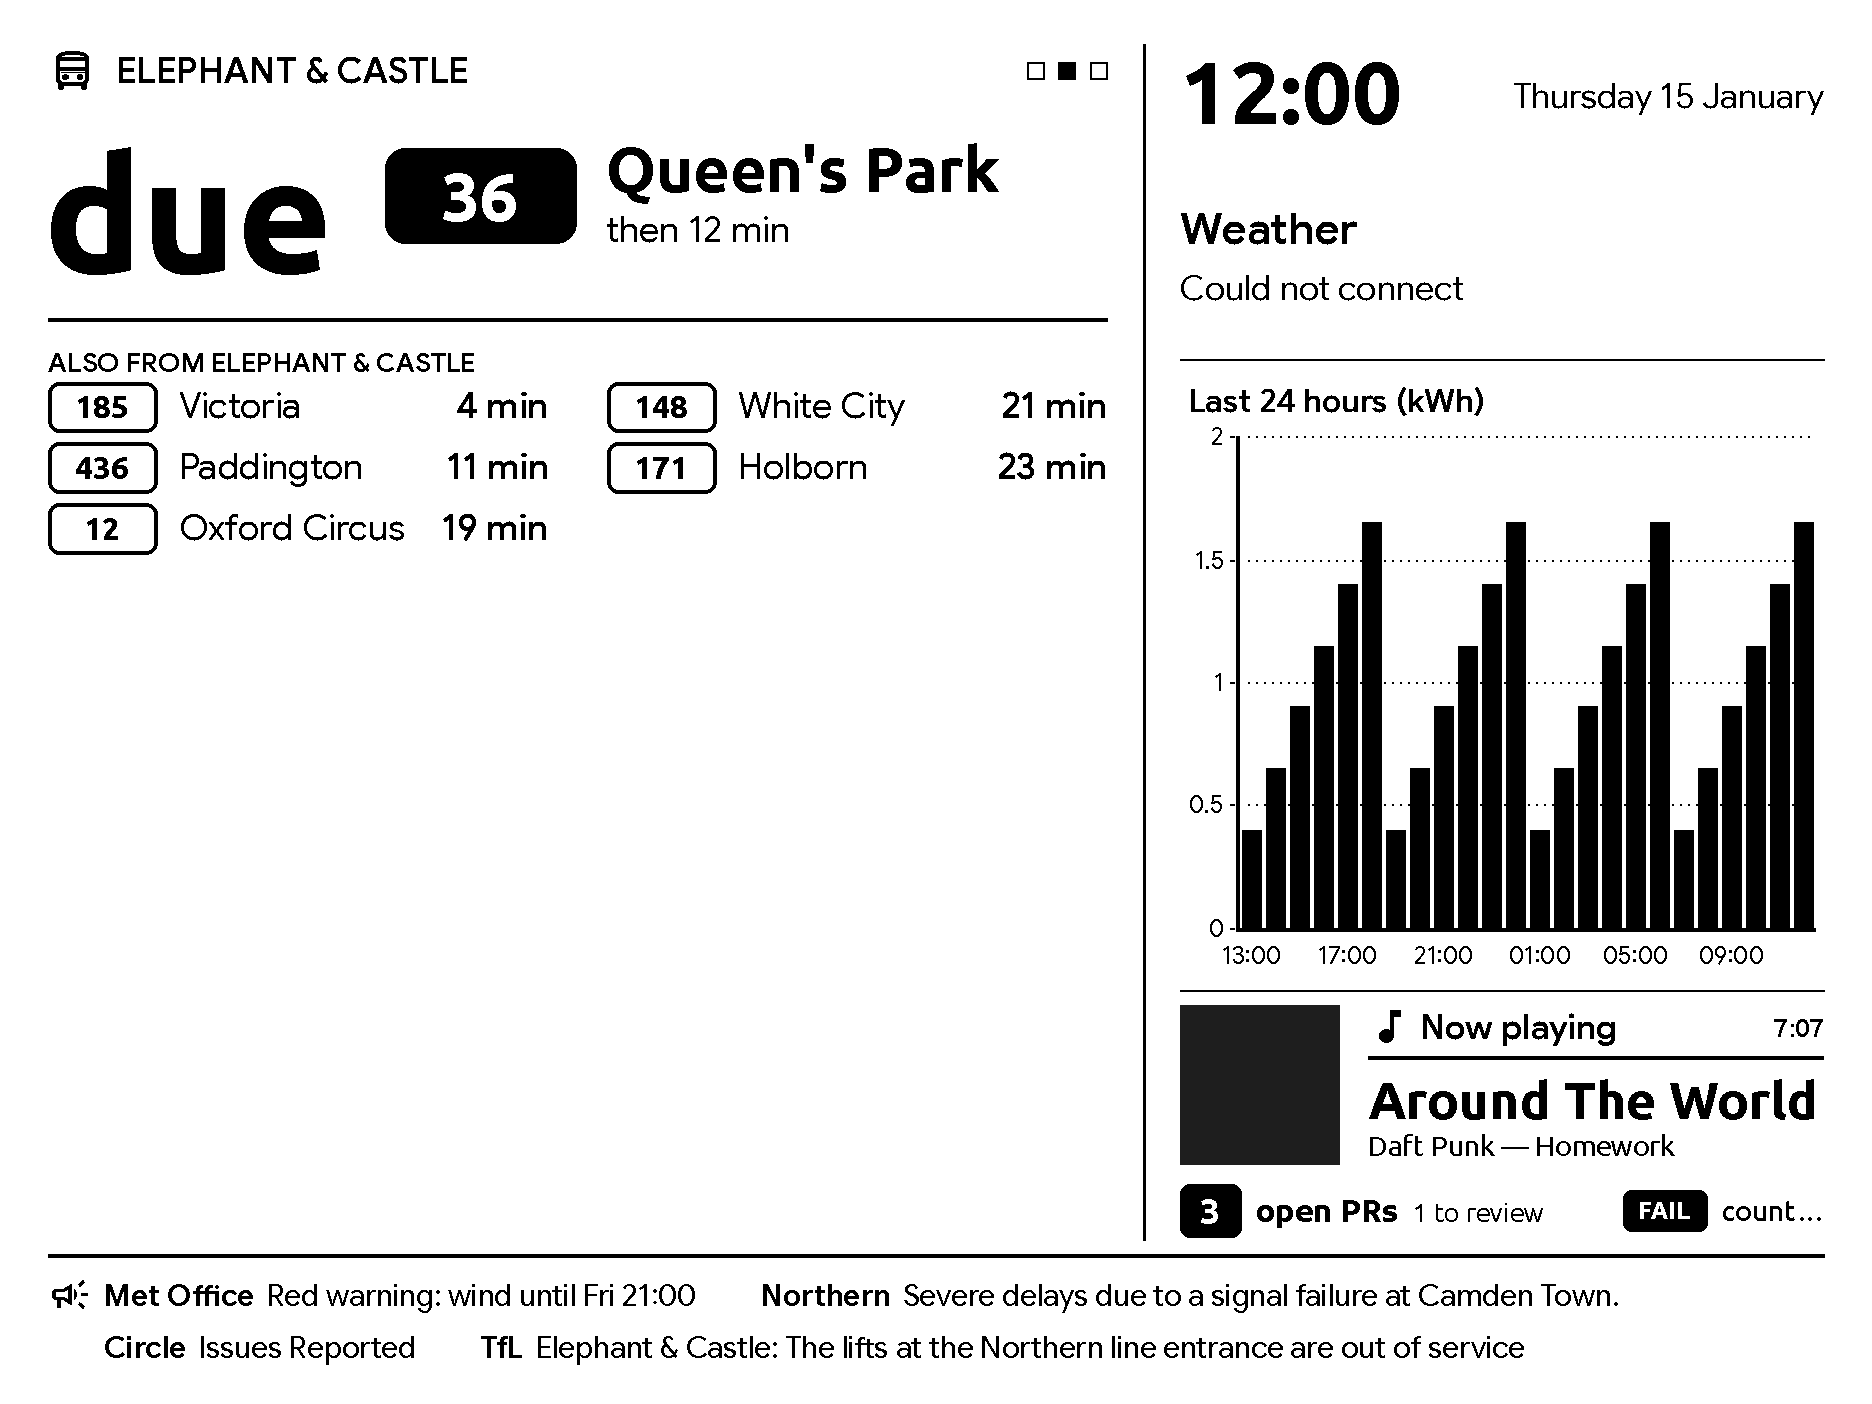 ELEPHANT & CASTLE
due 36 Queen's Park
then 12 min
ALSO FROM ELEPHANT & CASTLE
185 Victoria 4 min
436 Paddington 11 min
12 Oxford Circus 19 min
148 White City 21 min
171 Holborn 23 min
12:00 Thursday 15 January
Weather
Could not connect
Last 24 hours (kWh)
2
1.5
1
0.5
0
13:00 17:00 21:00 01:00 05:00 09:00
Now playing 7:07
Around The World
Daft Punk — Homework
3 open PRs 1 to review FAIL count...
Met Office Red warning: wind until Fri 21:00 Northern Severe delays due to a signal failure at Camden Town.
Circle Issues Reported TfL Elephant & Castle: The lifts at the Northern line entrance are out of service